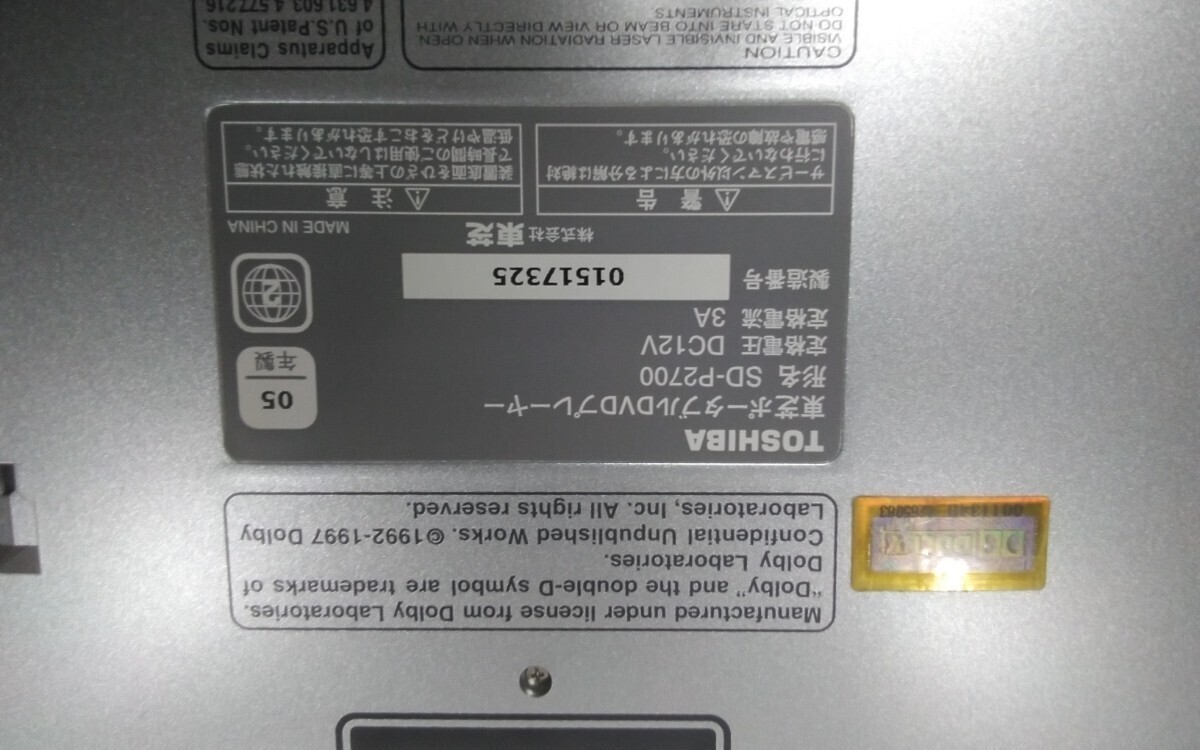 Manufactured under license from Dolby Laboratories.
"Dolby" and the double-D symbol are trademarks of
Dolby Laboratories.
Confidential Unpublished Works. ©1992-1997 Dolby
Laboratories, Inc. All rights reserved.
TOSHIBA
東芝ポータブルDVDプレーヤー
形名 SD-P2700
定格電圧 DC12V
定格電流 3A
製造番号 01517325
05
年製
2
株式会社 東芝
MADE IN CHINA
警告
サービスマン以外の方による分解は絶対
に行わないでください。
感電や故障の恐れがあります。
注意
装置底面をひざの上等に直接触れた状態
で長時間のご使用はしないでください。
低温やけどをおこす恐れがあります。
CAUTION
VISIBLE AND INVISIBLE LASER RADIATION WHEN OPEN
DO NOT STARE INTO BEAM OR VIEW DIRECTLY WITH
OPTICAL INSTRUMENTS
Apparatus Claims
of U.S.Patent Nos.
4,631,603 4,577,216